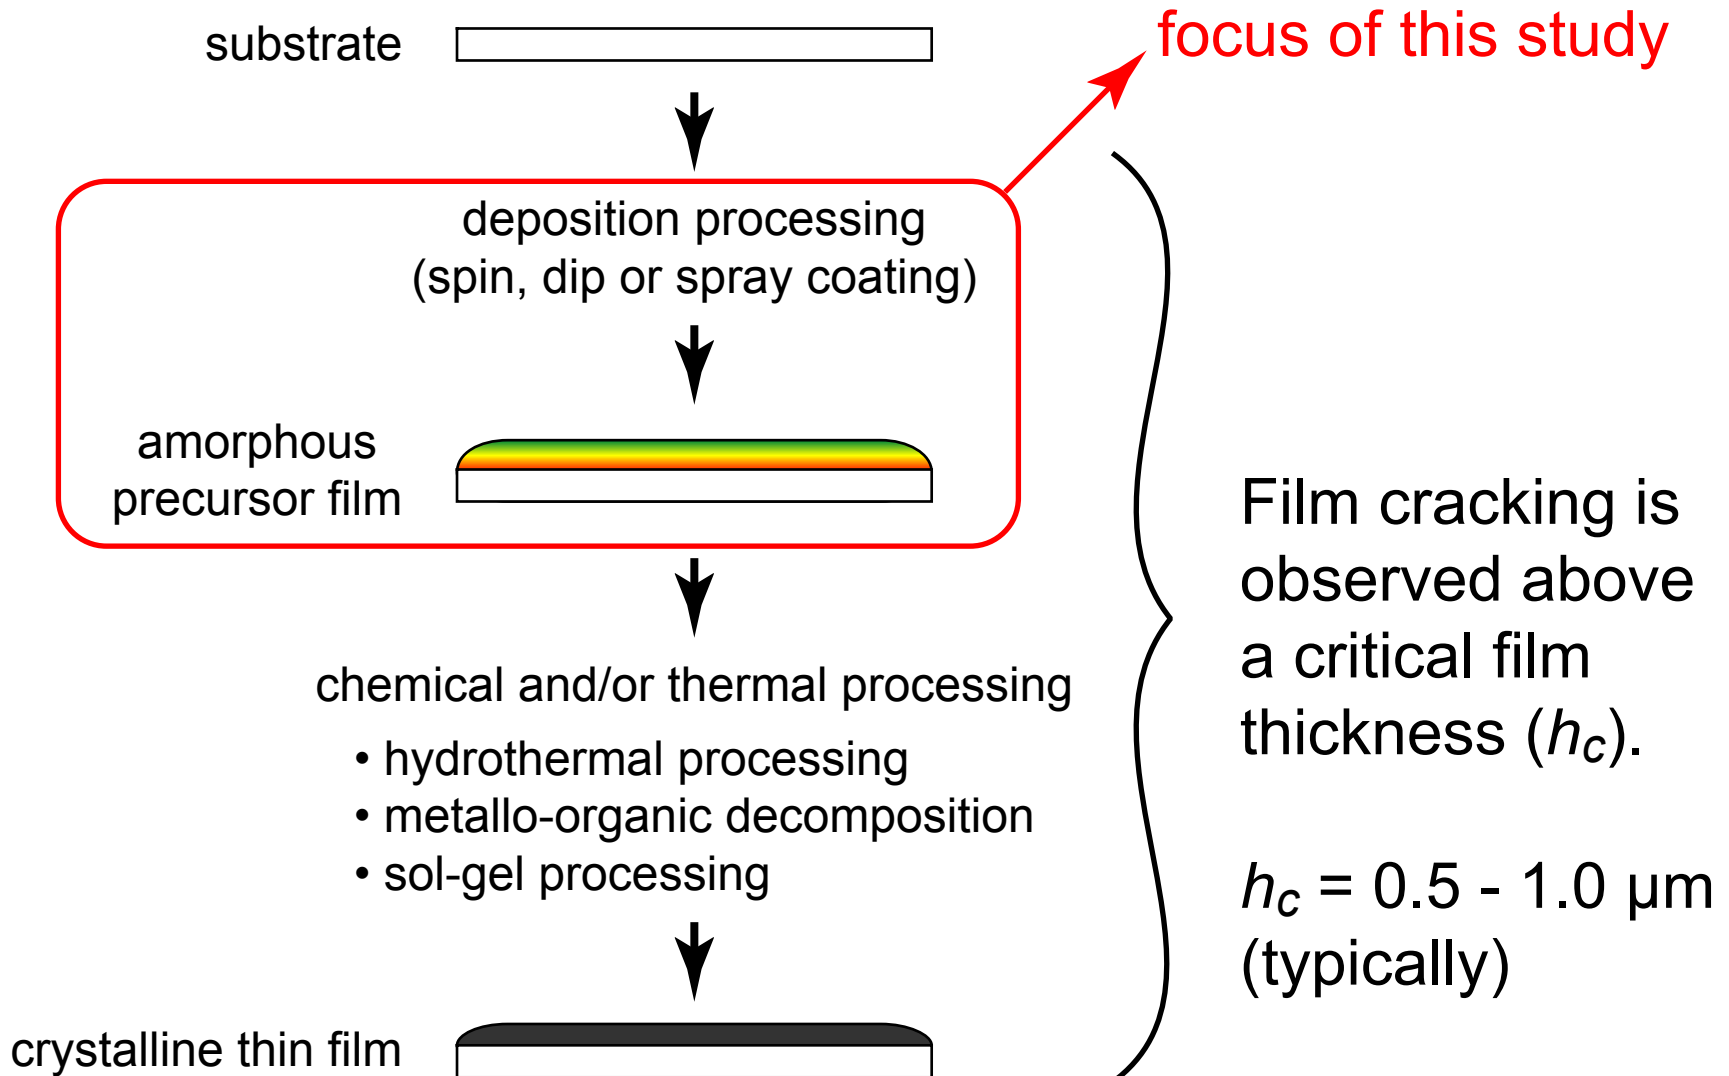 substrate
focus of this study
deposition processing
(spin, dip or spray coating)
amorphous
precursor film
chemical and/or thermal processing
• hydrothermal processing
• metallo-organic decomposition
• sol-gel processing
crystalline thin film
Film cracking is
observed above
a critical film
thickness (hc).
hc = 0.5 - 1.0 µm
(typically)